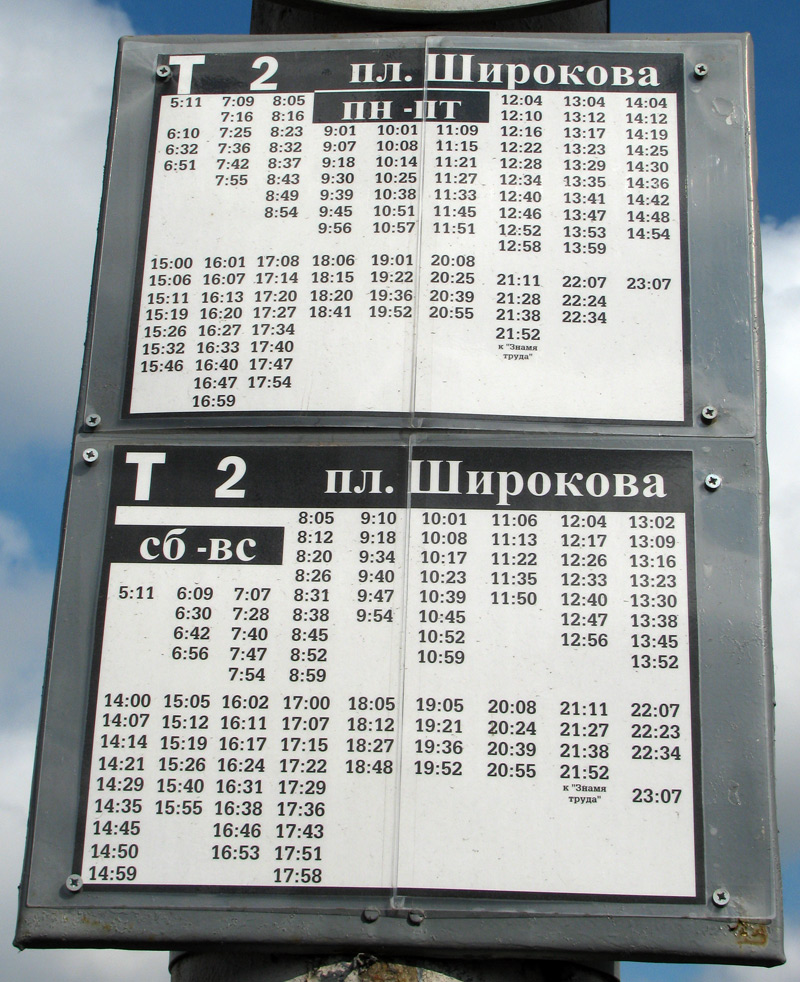 Т 2 пл. Широкова
пн -пт
5:11 7:09 8:05 12:04 13:04 14:04
7:16 8:16 12:10 13:12 14:12
6:10 7:25 8:23 9:01 10:01 11:09 12:16 13:17 14:19
6:32 7:36 8:32 9:07 10:08 11:15 12:22 13:23 14:25
6:51 7:42 8:37 9:18 10:14 11:21 12:28 13:29 14:30
7:55 8:43 9:30 10:25 11:27 12:34 13:35 14:36
8:49 9:39 10:38 11:33 12:40 13:41 14:42
8:54 9:45 10:51 11:45 12:46 13:47 14:48
9:56 10:57 11:51 12:52 13:53 14:54
12:58 13:59
15:00 16:01 17:08 18:06 19:01 20:08
15:06 16:07 17:14 18:15 19:22 20:25 21:11 22:07 23:07
15:11 16:13 17:20 18:20 19:36 20:39 21:28 22:24
15:19 16:20 17:27 18:41 19:52 20:55 21:38 22:34
15:26 16:27 17:34 21:52
15:32 16:33 17:40 к "Знамя
15:46 16:40 17:47 труда"
16:47 17:54
16:59
Т 2 пл. Широкова
сб -вс
8:05 9:10 10:01 11:06 12:04 13:02
8:12 9:18 10:08 11:13 12:17 13:09
8:20 9:34 10:17 11:22 12:26 13:16
8:26 9:40 10:23 11:35 12:33 13:23
5:11 6:09 7:07 8:31 9:47 10:39 11:50 12:40 13:30
6:30 7:28 8:38 9:54 10:45 12:47 13:38
6:42 7:40 8:45 10:52 12:56 13:45
6:56 7:47 8:52 10:59 13:52
7:54 8:59
14:00 15:05 16:02 17:00 18:05 19:05 20:08 21:11 22:07
14:07 15:12 16:11 17:07 18:12 19:21 20:24 21:27 22:23
14:14 15:19 16:17 17:15 18:27 19:36 20:39 21:38 22:34
14:21 15:26 16:24 17:22 18:48 19:52 20:55 21:52
14:29 15:40 16:31 17:29 к "Знамя
14:35 15:55 16:38 17:36 труда" 23:07
14:45 16:46 17:43
14:50 16:53 17:51
14:59 17:58